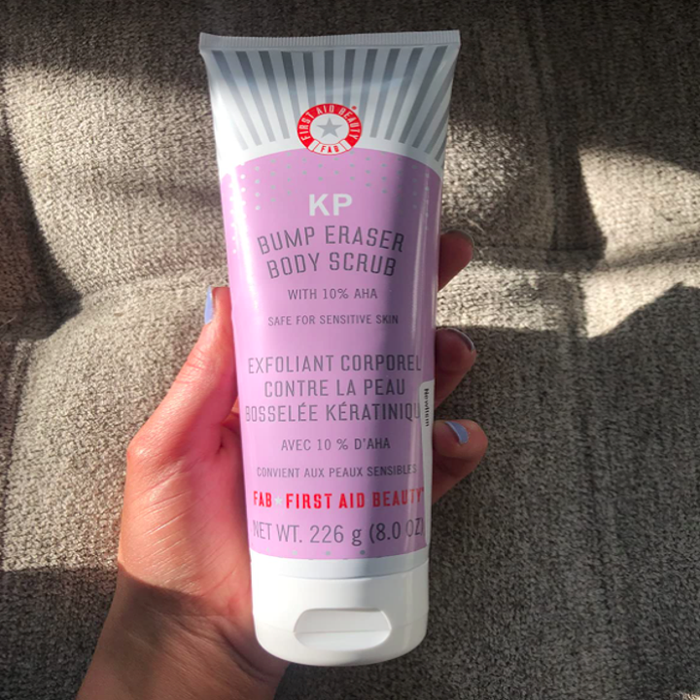 FIRST AID BEAUTY
FAB
KP
BUMP ERASER
BODY SCRUB
WITH 10% AHA
SAFE FOR SENSITIVE SKIN
EXFOLIANT CORPOREL
CONTRE LA PEAU
BOSSELÉE KÉRATINIQU
AVEC 10 % D'AHA
CONVIENT AUX PEAUX SENSIBLES
FAB FIRST AID BEAUTY
NET WT. 226 g (8.0 OZ)